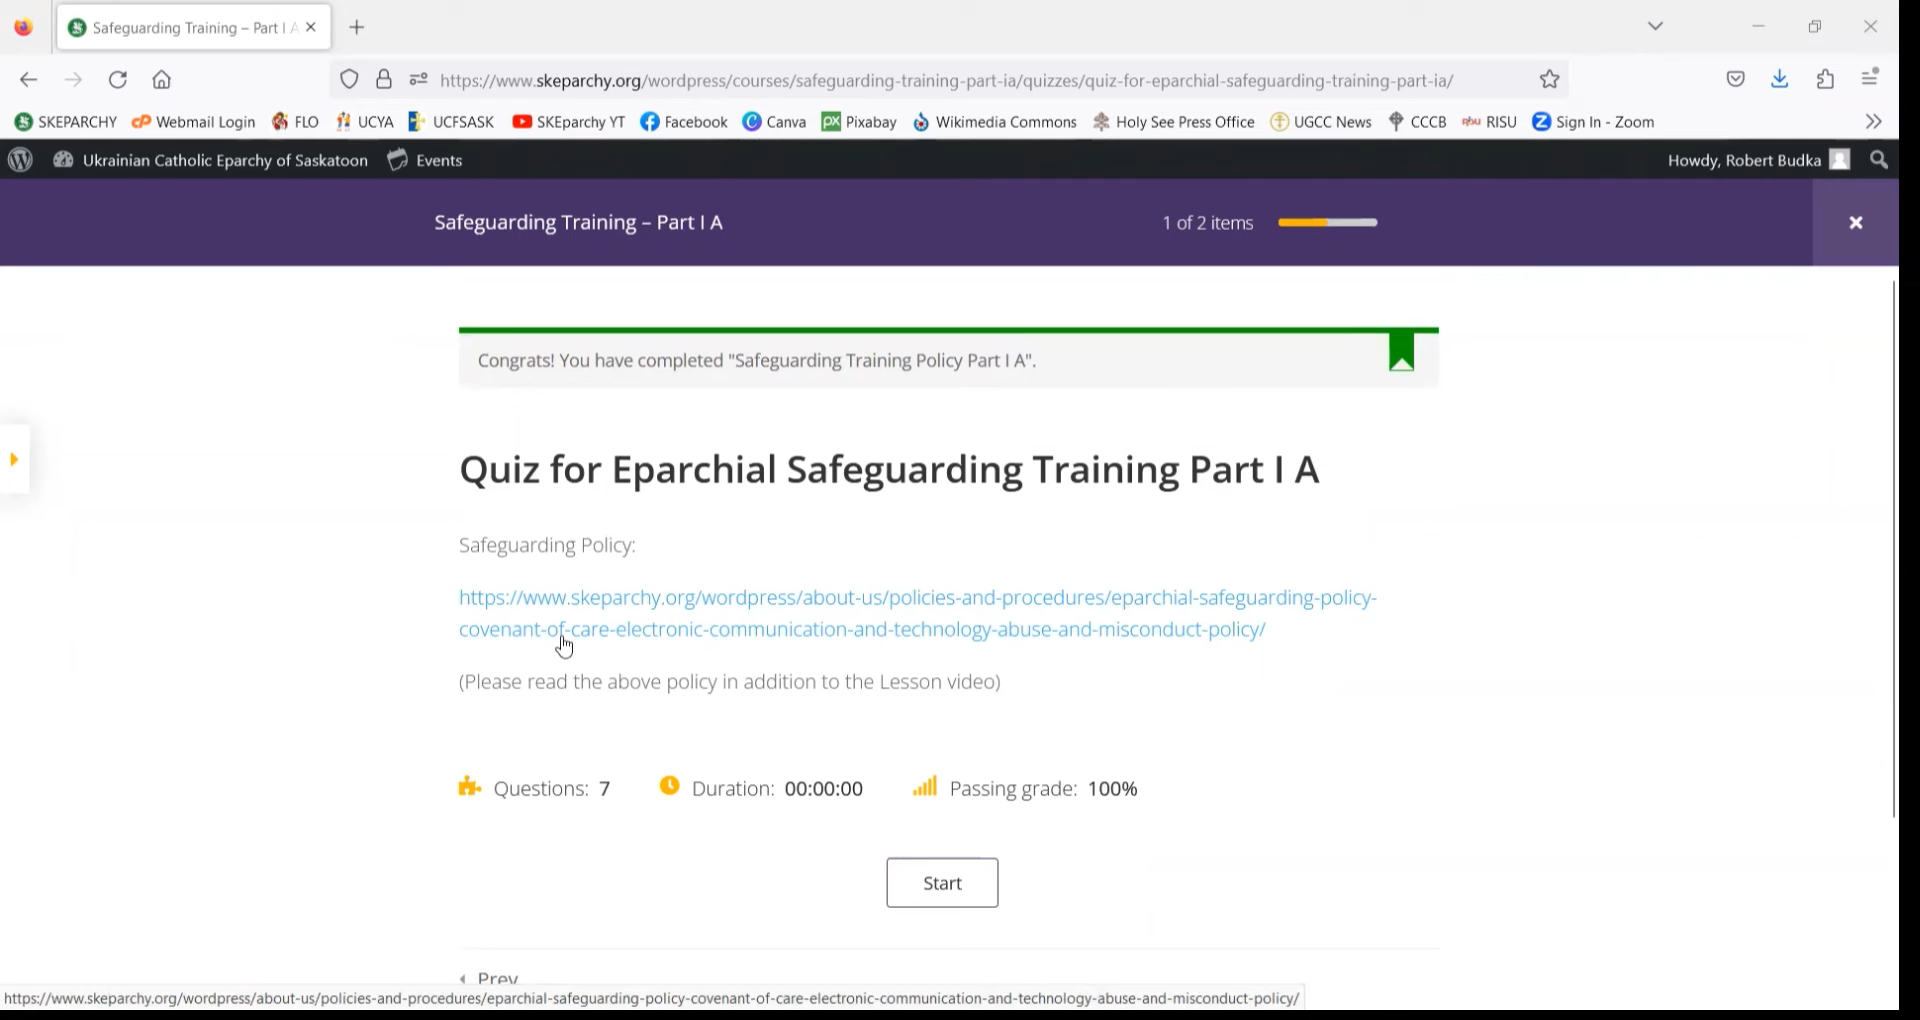 Safeguarding Training – Part I A
https://www.skeparchy.org/wordpress/courses/safeguarding-training-part-ia/quizzes/quiz-for-eparchial-safeguarding-training-part-ia/
SKEPARCHY Webmail Login FLO UCYA UCFSASK SKEparchy YT Facebook Canva Pixabay Wikimedia Commons Holy See Press Office UGCC News CCCB RISU Sign In - Zoom
Ukrainian Catholic Eparchy of Saskatoon Events Howdy, Robert Budka
Safeguarding Training – Part I A 1 of 2 items
Congrats! You have completed "Safeguarding Training Policy Part I A".
Quiz for Eparchial Safeguarding Training Part I A
Safeguarding Policy:
https://www.skeparchy.org/wordpress/about-us/policies-and-procedures/eparchial-safeguarding-policy-
covenant-of-care-electronic-communication-and-technology-abuse-and-misconduct-policy/
(Please read the above policy in addition to the Lesson video)
Questions: 7 Duration: 00:00:00 Passing grade: 100%
Start
Prev
https://www.skeparchy.org/wordpress/about-us/policies-and-procedures/eparchial-safeguarding-policy-covenant-of-care-electronic-communication-and-technology-abuse-and-misconduct-policy/